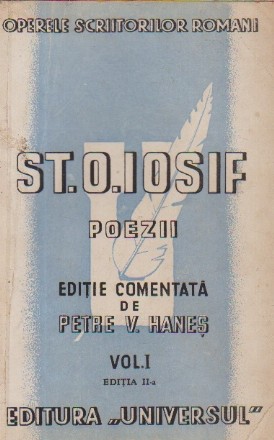 OPERELE SCRIITORILOR ROMANI
ST.O.IOSIF
POEZII
EDIȚIE COMENTATĂ
DE
PETRE V. HANEȘ
VOL.I
EDIȚIA II-a
EDITURA „UNIVERSUL"